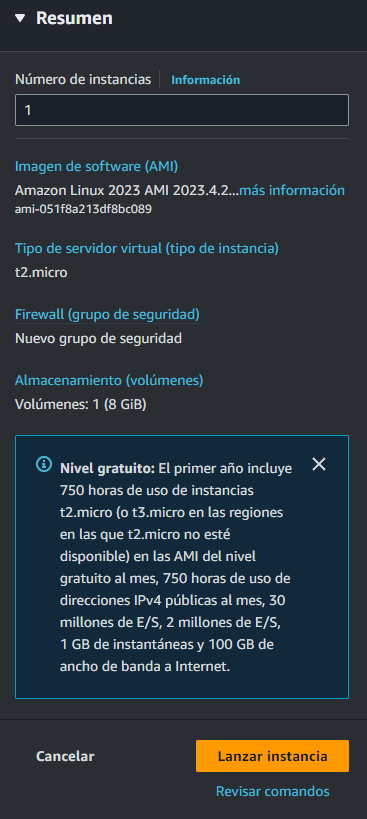 Resumen
Número de instancias Información
1
Imagen de software (AMI)
Amazon Linux 2023 AMI 2023.4.2...más información
ami-051f8a213df8bc089
Tipo de servidor virtual (tipo de instancia)
t2.micro
Firewall (grupo de seguridad)
Nuevo grupo de seguridad
Almacenamiento (volúmenes)
Volúmenes: 1 (8 GiB)
Nivel gratuito: El primer año incluye
750 horas de uso de instancias
t2.micro (o t3.micro en las regiones
en las que t2.micro no esté
disponible) en las AMI del nivel
gratuito al mes, 750 horas de uso de
direcciones IPv4 públicas al mes, 30
millones de E/S, 2 millones de E/S,
1 GB de instantáneas y 100 GB de
ancho de banda a Internet.
Cancelar Lanzar instancia
Revisar comandos